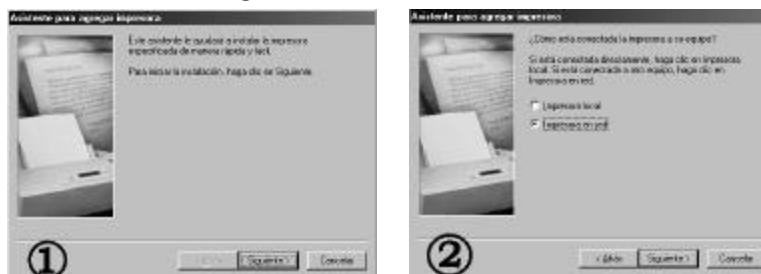 Asistente para agregar impresora
Este asistente le ayudará a instalar la impresora
especificada de manera rápida y fácil.
Para iniciar la instalación, haga clic en Siguiente.
Siguiente >
Cancelar
1
Asistente para agregar impresora
¿Cómo está conectada la impresora a su equipo?
Si está conectada directamente, haga clic en Impresora
local. Si está conectada a otro equipo, haga clic en
Impresora en red.
Impresora local
Impresora en red
2
< Atrás
Siguiente >
Cancelar